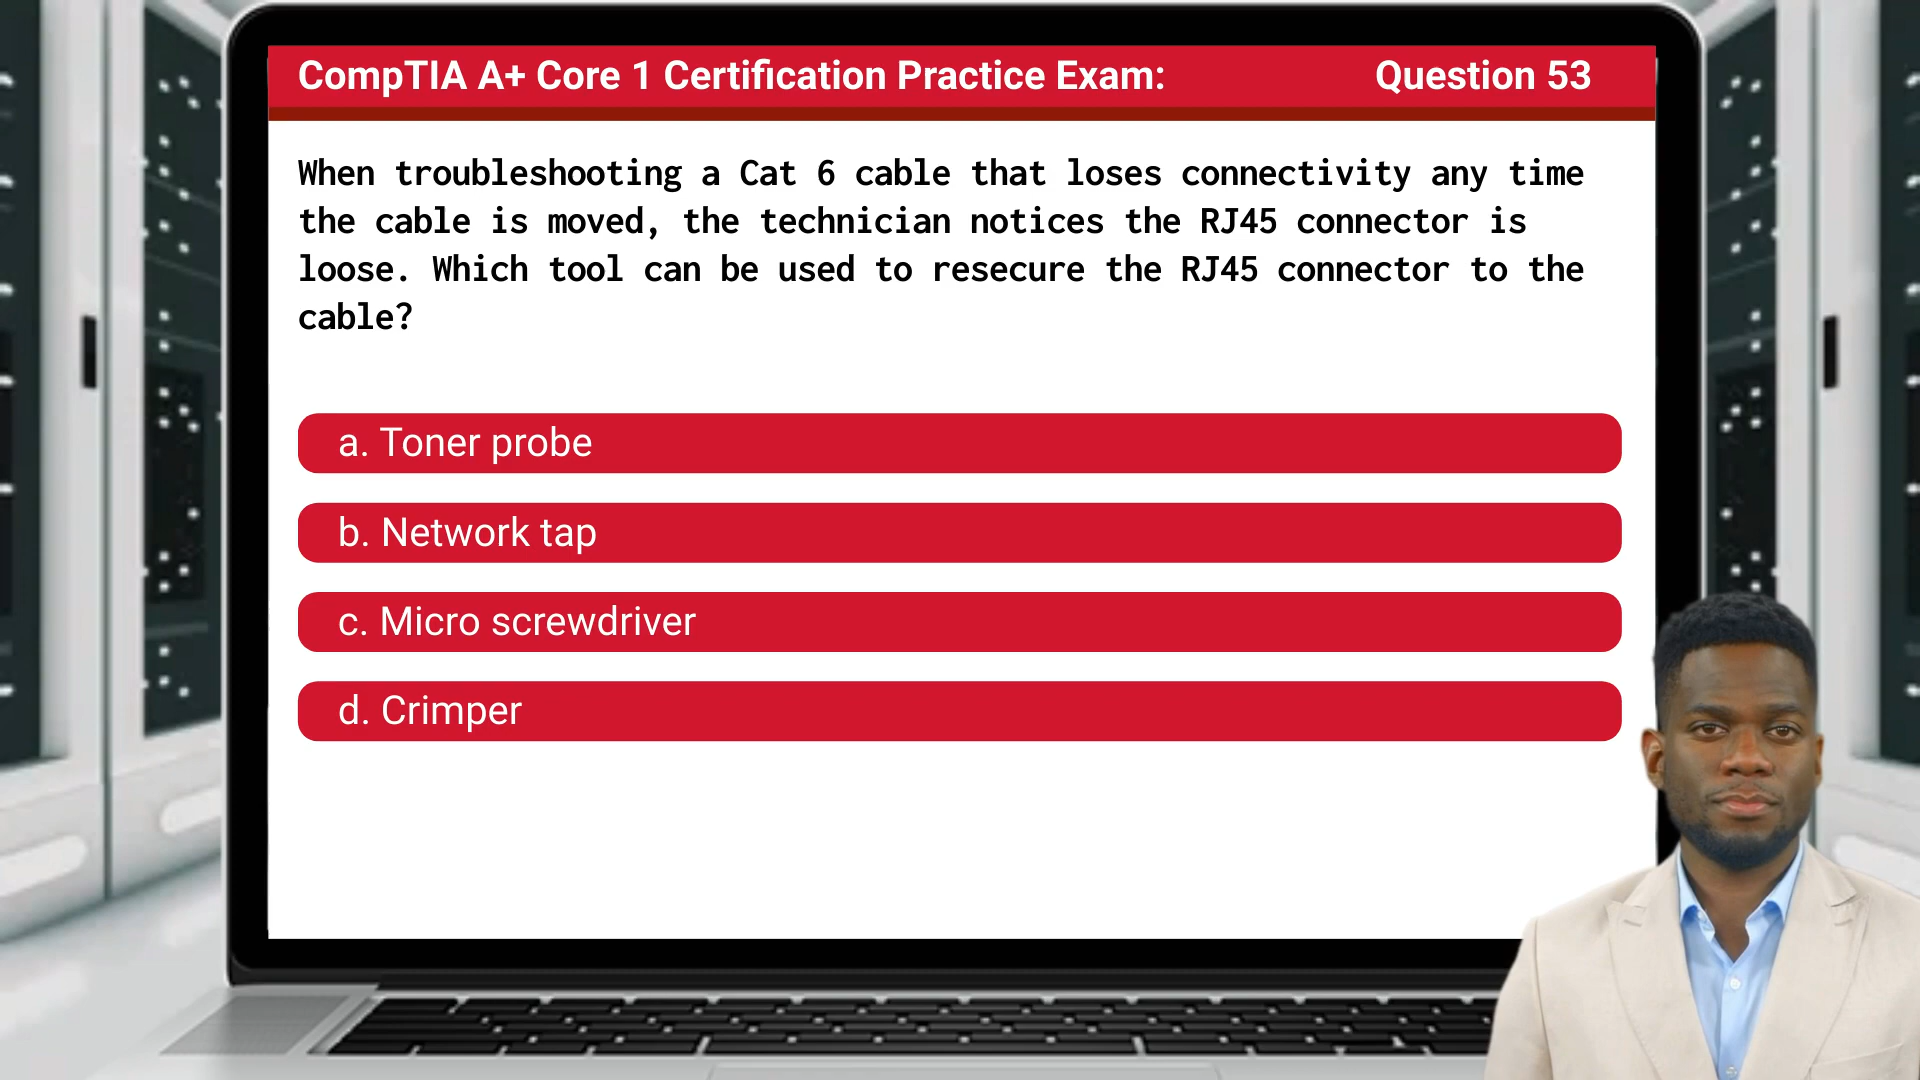 CompTIA A+ Core 1 Certification Practice Exam: Question 53
When troubleshooting a Cat 6 cable that loses connectivity any time
the cable is moved, the technician notices the RJ45 connector is
loose. Which tool can be used to resecure the RJ45 connector to the
cable?
a. Toner probe
b. Network tap
c. Micro screwdriver
d. Crimper